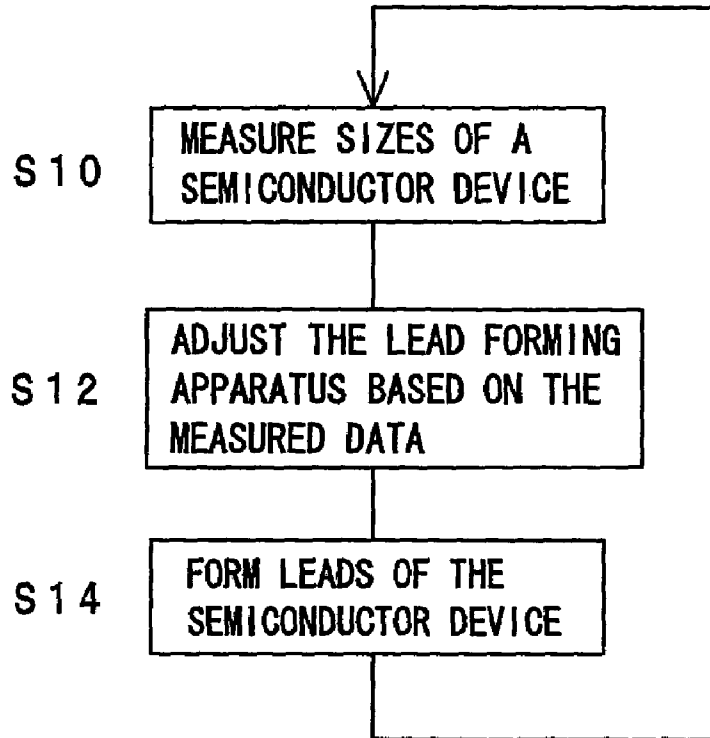 S10
MEASURE SIZES OF A
SEMICONDUCTOR DEVICE
S12
ADJUST THE LEAD FORMING
APPARATUS BASED ON THE
MEASURED DATA
S14
FORM LEADS OF THE
SEMICONDUCTOR DEVICE